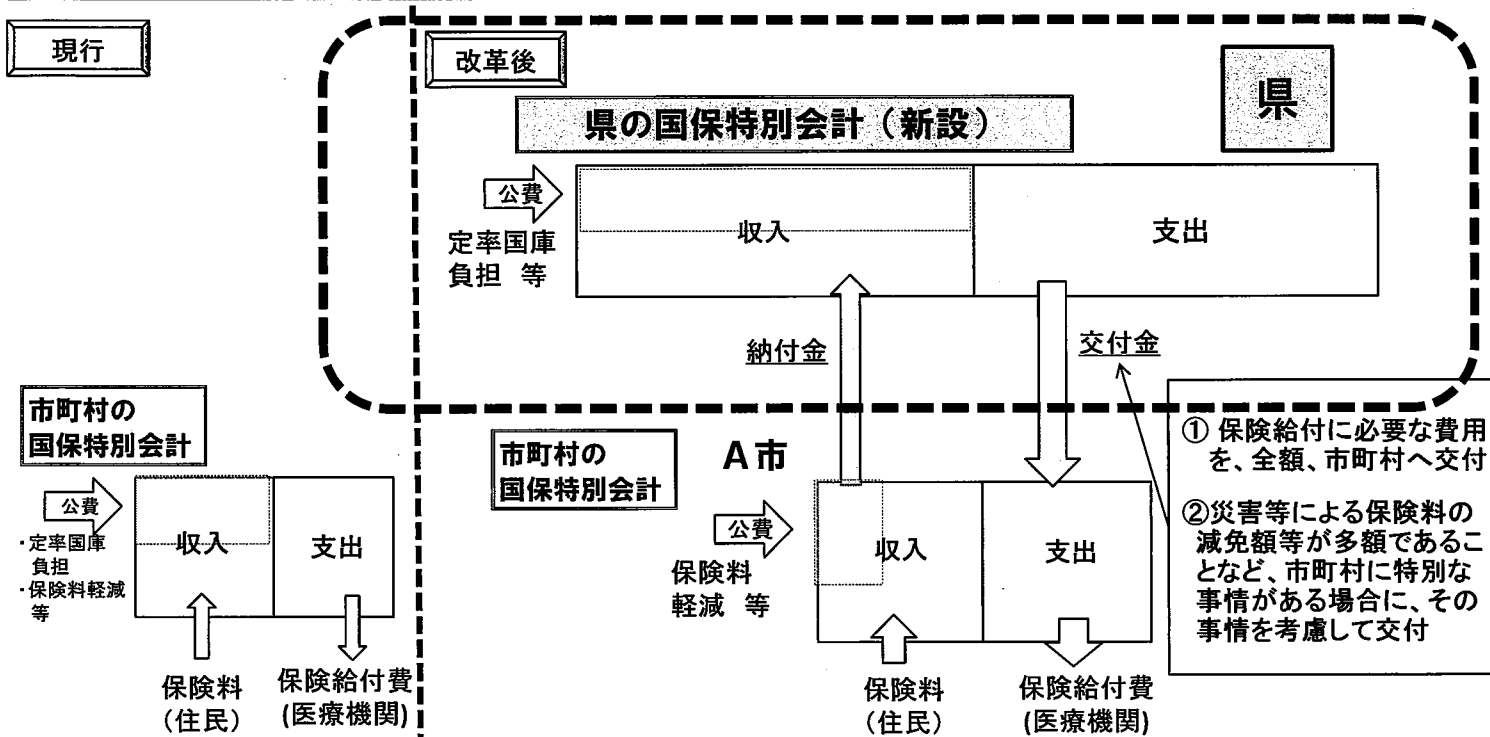 現行
市町村の
国保特別会計
公費
・定率国庫
負担
・保険料軽減
等
収入
支出
保険料
(住民)
保険給付費
(医療機関)
改革後
県の国保特別会計(新設)
県
公費
定率国庫
負担 等
収入
支出
納付金
交付金
市町村の
国保特別会計
A市
公費
保険料
軽減 等
収入
支出
保険料
(住民)
保険給付費
(医療機関)
① 保険給付に必要な費用
を、全額、市町村へ交付
②災害等による保険料の
減免額等が多額であるこ
となど、市町村に特別な
事情がある場合に、その
事情を考慮して交付